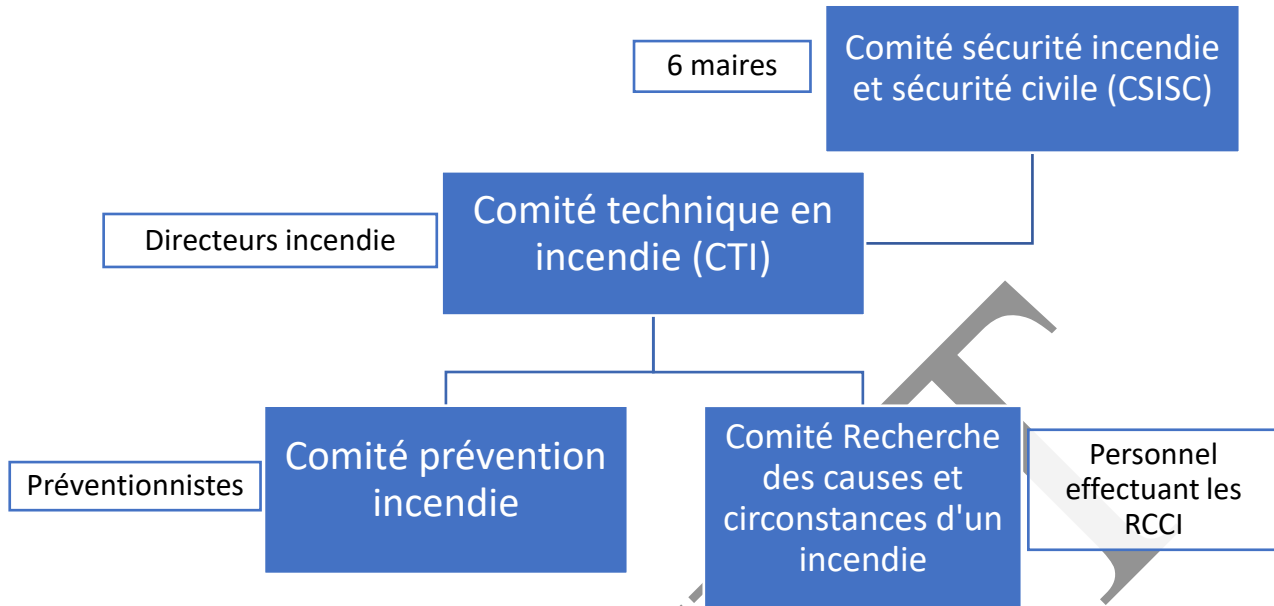 6 maires
Comité sécurité incendie
et sécurité civile (CSISC)
Directeurs incendie
Comité technique en
incendie (CTI)
Préventionnistes
Comité prévention
incendie
Comité Recherche
des causes et
circonstances d'un
incendie
Personnel
effectuant les
RCCI
T